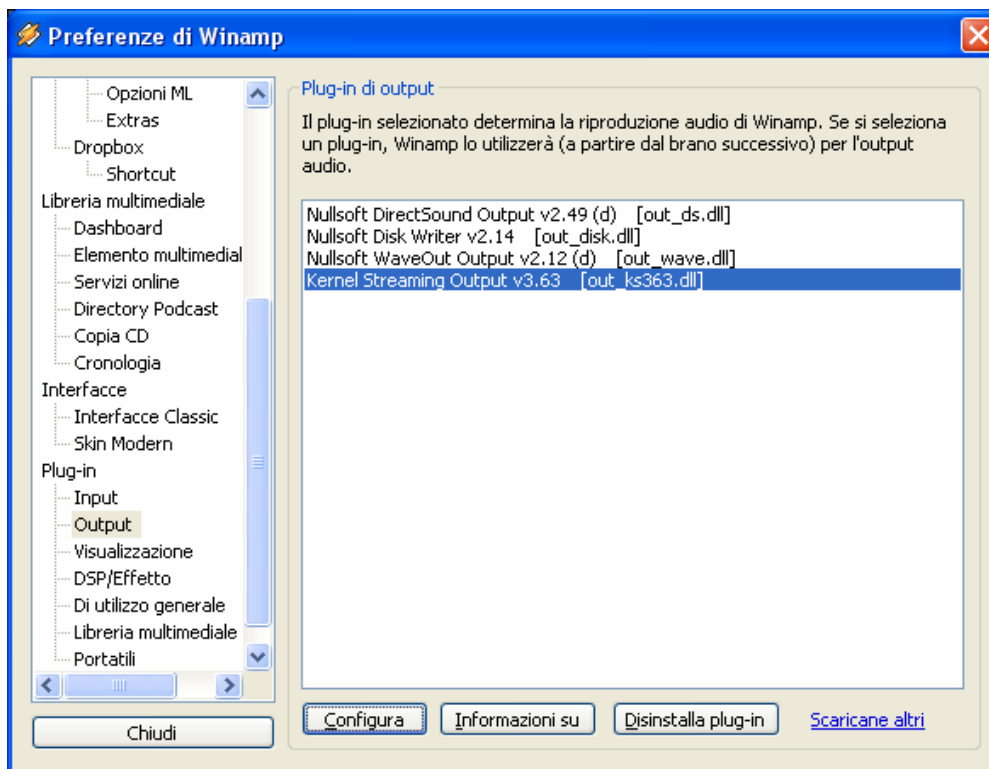 Preferenze di Winamp
Opzioni ML
Extras
Dropbox
Shortcut
Libreria multimediale
Dashboard
Elemento multimedial
Servizi online
Directory Podcast
Copia CD
Cronologia
Interfacce
Interfacce Classic
Skin Modern
Plug-in
Input
Output
Visualizzazione
DSP/Effetto
Di utilizzo generale
Libreria multimediale
Portatili
Chiudi
Plug-in di output
Il plug-in selezionato determina la riproduzione audio di Winamp. Se si seleziona
un plug-in, Winamp lo utilizzerà (a partire dal brano successivo) per l'output
audio.
Nullsoft DirectSound Output v2.49 (d) [out_ds.dll]
Nullsoft Disk Writer v2.14 [out_disk.dll]
Nullsoft WaveOut Output v2.12 (d) [out_wave.dll]
Kernel Streaming Output v3.63 [out_ks363.dll]
Configura
Informazioni su
Disinstalla plug-in
Scaricane altri